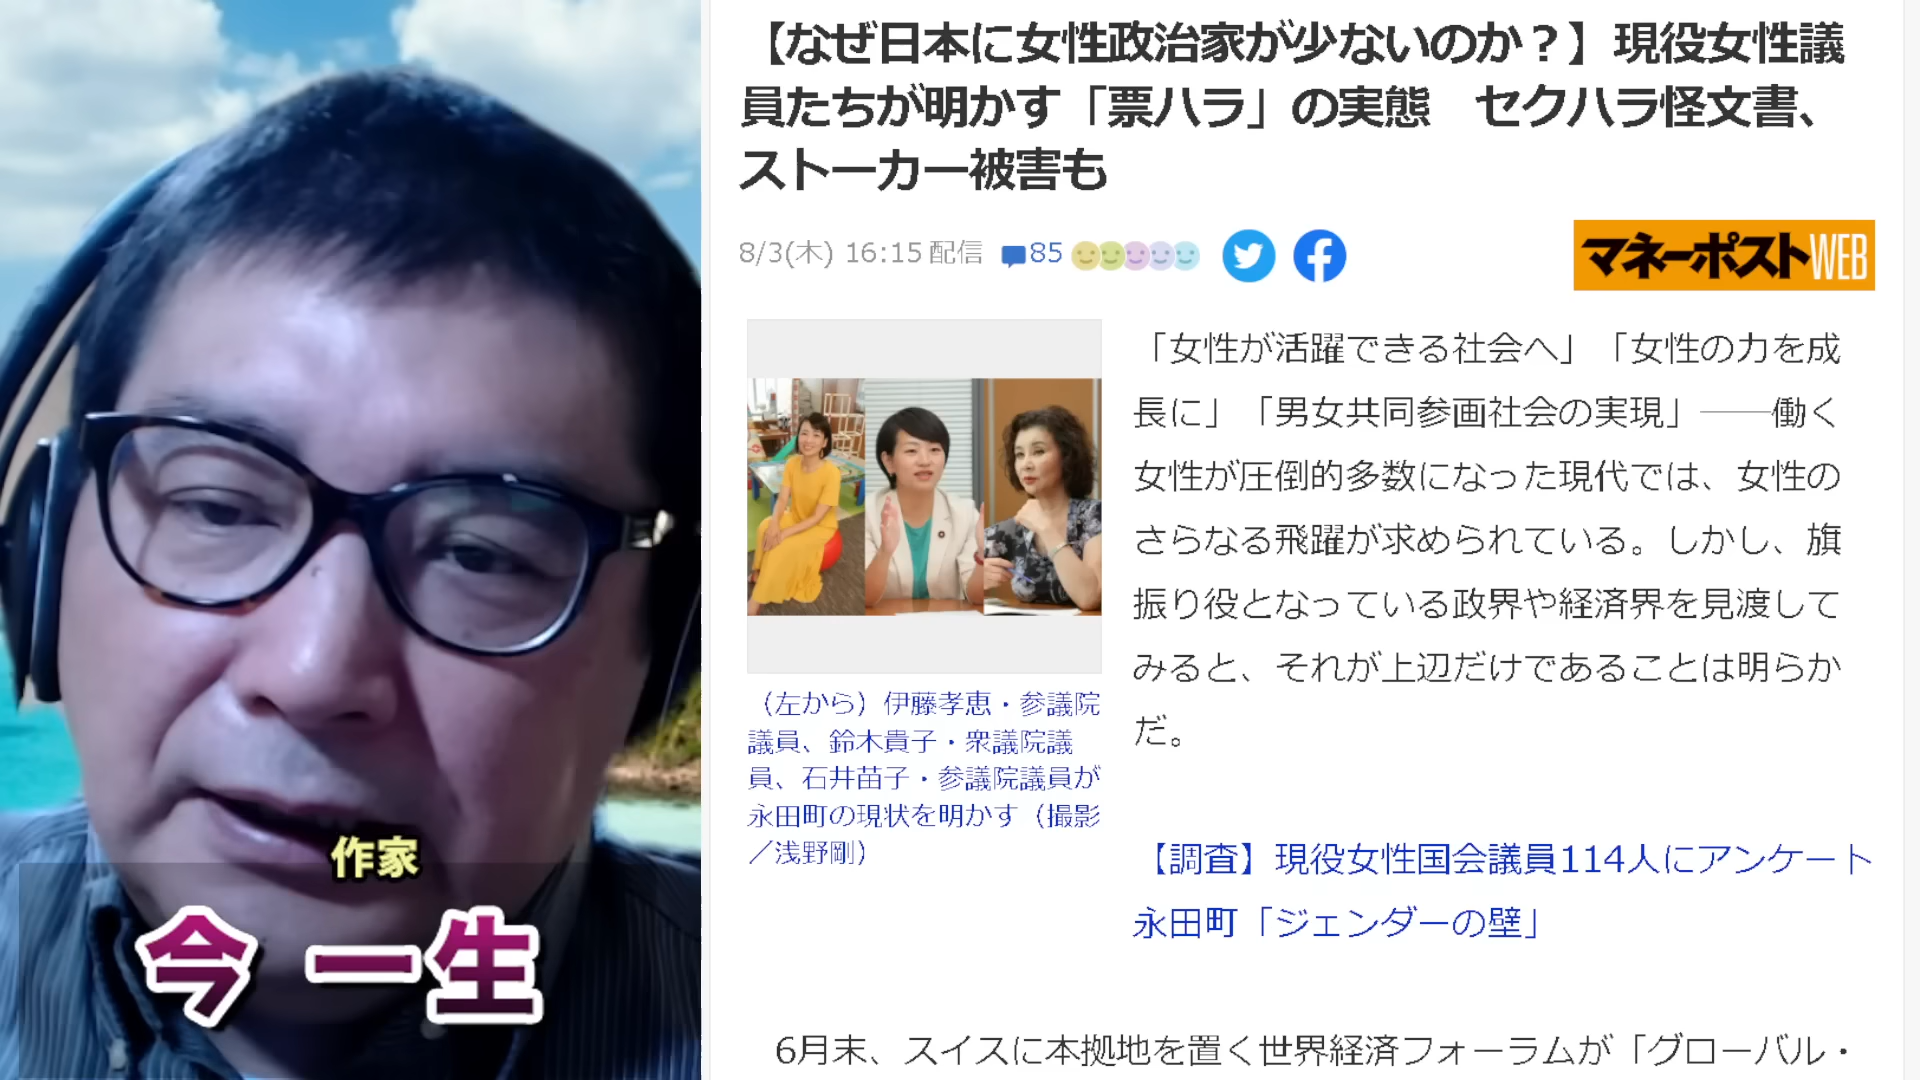 【なぜ日本に女性政治家が少ないのか？】現役女性議
員たちが明かす「票ハラ」の実態　セクハラ怪文書、
ストーカー被害も
8/3(木) 16:15 配信
85
マネーポストWEB
「女性が活躍できる社会へ」「女性の力を成
長に」「男女共同参画社会の実現」──働く
女性が圧倒的多数になった現代では、女性の
さらなる飛躍が求められている。しかし、旗
振り役となっている政界や経済界を見渡して
みると、それが上辺だけであることは明らか
だ。
（左から）伊藤孝恵・参議院
議員、鈴木貴子・衆議院議
員、石井苗子・参議院議員が
永田町の現状を明かす（撮影
／浅野剛）
【調査】現役女性国会議員114人にアンケート
永田町「ジェンダーの壁」
6月末、スイスに本拠地を置く世界経済フォーラムが「グローバル・
作家
今 一生